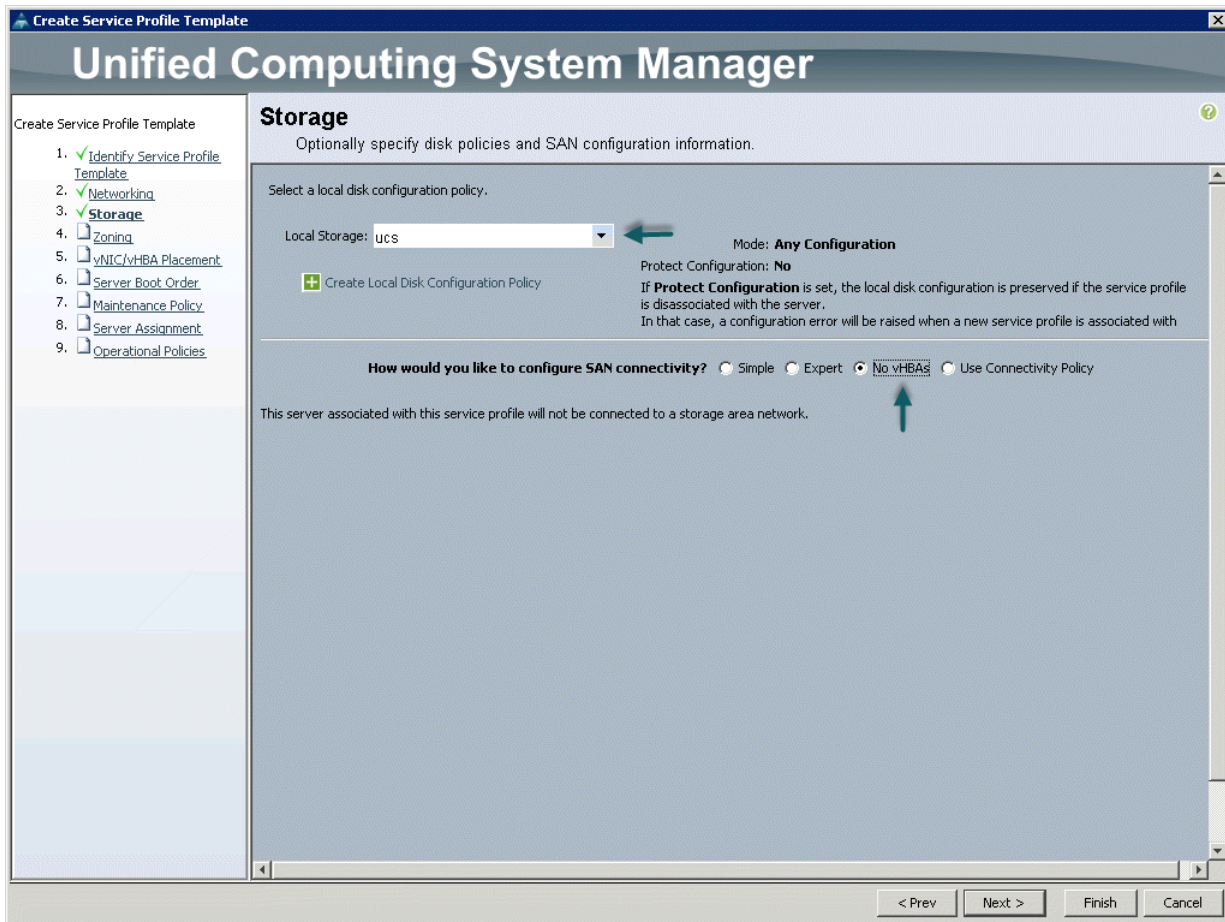 Create Service Profile Template
Unified Computing System Manager
Create Service Profile Template
1. Identify Service Profile
Template
2. Networking
3. Storage
4. Zoning
5. vNIC/vHBA Placement
6. Server Boot Order
7. Maintenance Policy
8. Server Assignment
9. Operational Policies
Storage
Optionally specify disk policies and SAN configuration information.
Select a local disk configuration policy.
Local Storage: ucs
Create Local Disk Configuration Policy
Mode: Any Configuration
Protect Configuration: No
If Protect Configuration is set, the local disk configuration is preserved if the service profile
is disassociated with the server.
In that case, a configuration error will be raised when a new service profile is associated with
How would you like to configure SAN connectivity? Simple Expert No vHBAs Use Connectivity Policy
This server associated with this service profile will not be connected to a storage area network.
< Prev Next > Finish Cancel